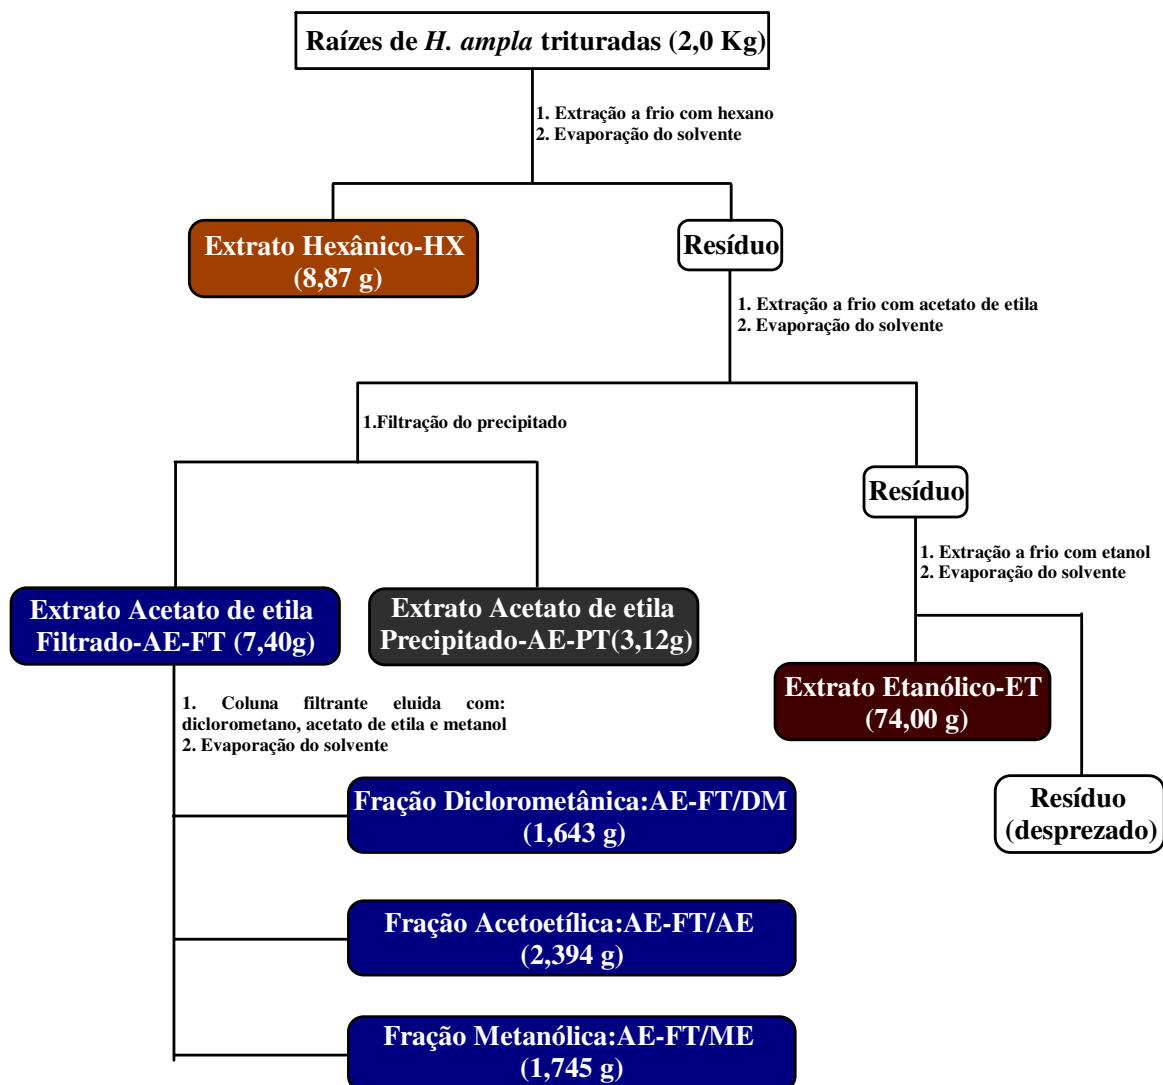 Raízes de H. ampla trituradas (2,0 Kg)
1. Extração a frio com hexano
2. Evaporação do solvente
Extrato Hexânico-HX
(8,87 g)
Resíduo
1. Extração a frio com acetato de etila
2. Evaporação do solvente
1.Filtração do precipitado
Resíduo
1. Extração a frio com etanol
2. Evaporação do solvente
Extrato Acetato de etila
Filtrado-AE-FT (7,40g)
Extrato Acetato de etila
Precipitado-AE-PT(3,12g)
Extrato Etanólico-ET
(74,00 g)
1. Coluna filtrante eluida com:
diclorometano, acetato de etila e metanol
2. Evaporação do solvente
Resíduo
(desprezado)
Fração Diclorometânica:AE-FT/DM
(1,643 g)
Fração Acetoetílica:AE-FT/AE
(2,394 g)
Fração Metanólica:AE-FT/ME
(1,745 g)